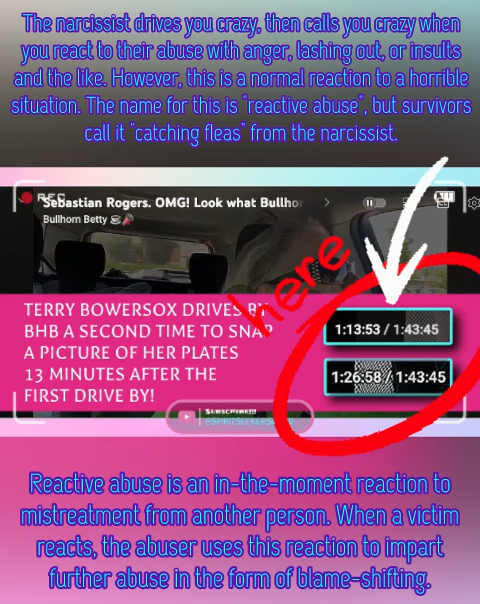 The narcissist drives you crazy, then calls you crazy when
you react to their abuse with anger, lashing out, or insults
and the like. However, this is a normal reaction to a horrible
situation. The name for this is "reactive abuse", but survivors
call it "catching fleas" from the narcissist.
REC
Sebastian Rogers. OMG! Look what Bullhor
Bullhorn Betty
here
TERRY BOWERSOX DRIVES BY
BHB A SECOND TIME TO SNAP
A PICTURE OF HER PLATES
13 MINUTES AFTER THE
FIRST DRIVE BY!
1:13:53 / 1:43:45
1:26:58 / 1:43:45
SUBSCRIBE!!!
Reactive abuse is an in-the-moment reaction to
mistreatment from another person. When a victim
reacts, the abuser uses this reaction to impart
further abuse in the form of blame-shifting.